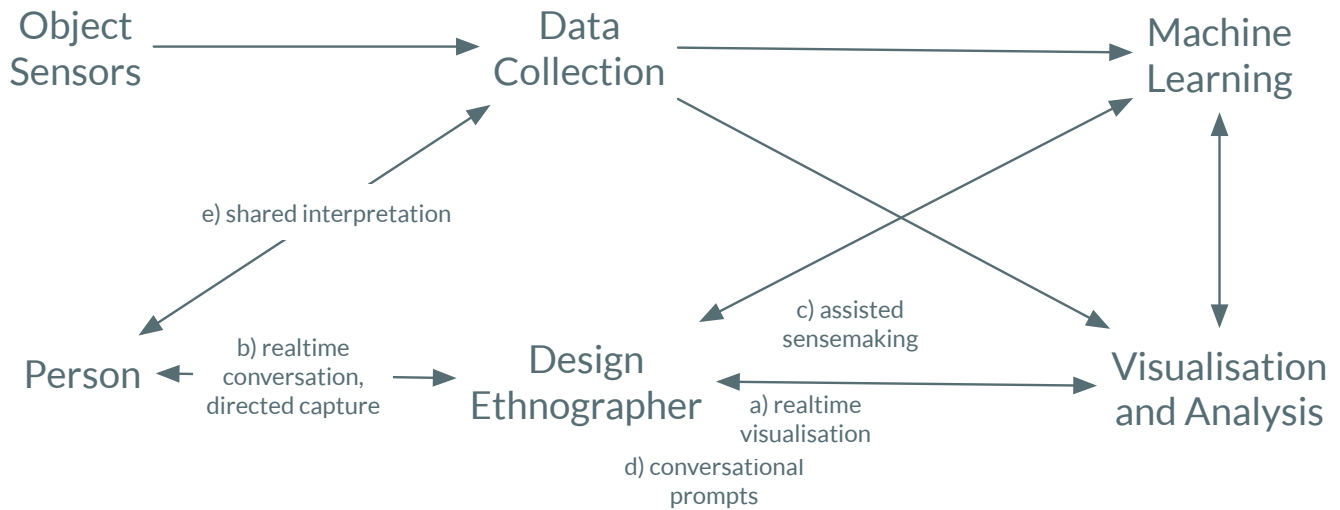 Object
Sensors
Data
Collection
Machine
Learning
e) shared interpretation
Person
b) realtime
conversation,
directed capture
Design
Ethnographer
c) assisted
sensemaking
a) realtime
visualisation
d) conversational
prompts
Visualisation
and Analysis